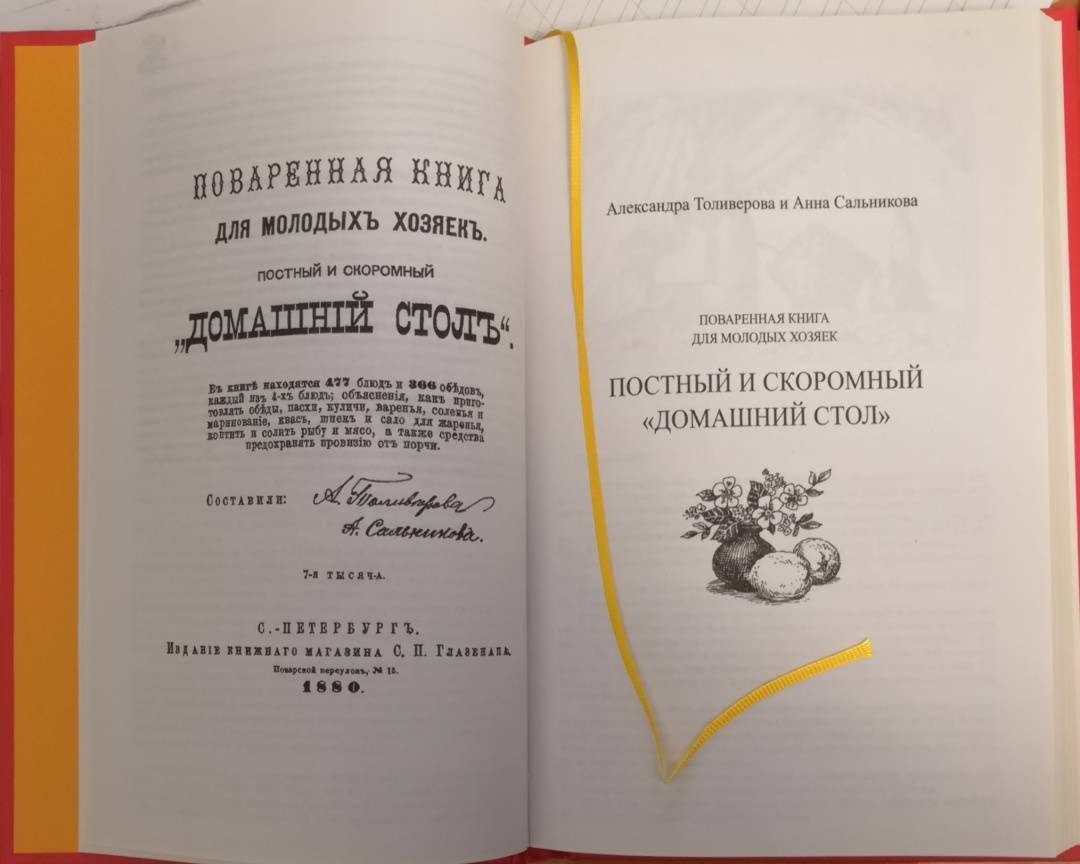 ПОВАРЕННАЯ КНИГА
ДЛЯ МОЛОДЫХЪ ХОЗЯЕКЪ.
ПОСТНЫЙ И СКОРОМНЫЙ
„ДОМАШНІЙ СТОЛЪ“.
Въ книгѣ находятся 477 блюдъ и 366 обѣдовъ,
каждый изъ 4-хъ блюдъ; объясненія, какъ приго-
товлять обѣды, пасхи, куличи, варенья, соленья и
маринованіе, квасъ, шпекъ и сало для жаренья,
коптить и солить рыбу и мясо, а также средства
предохранять провизію отъ порчи.
Составили: А. Толиверова
А. Сальникова.
7-я тысяча.
С.-ПЕТЕРБУРГЪ.
Изданіе книжнаго магазина С. П. Глазенапа.
Поварской переулокъ, № 15.
1880.
Александра Толиверова и Анна Сальникова
ПОВАРЕННАЯ КНИГА
ДЛЯ МОЛОДЫХ ХОЗЯЕК
ПОСТНЫЙ И СКОРОМНЫЙ
«ДОМАШНИЙ СТОЛ»